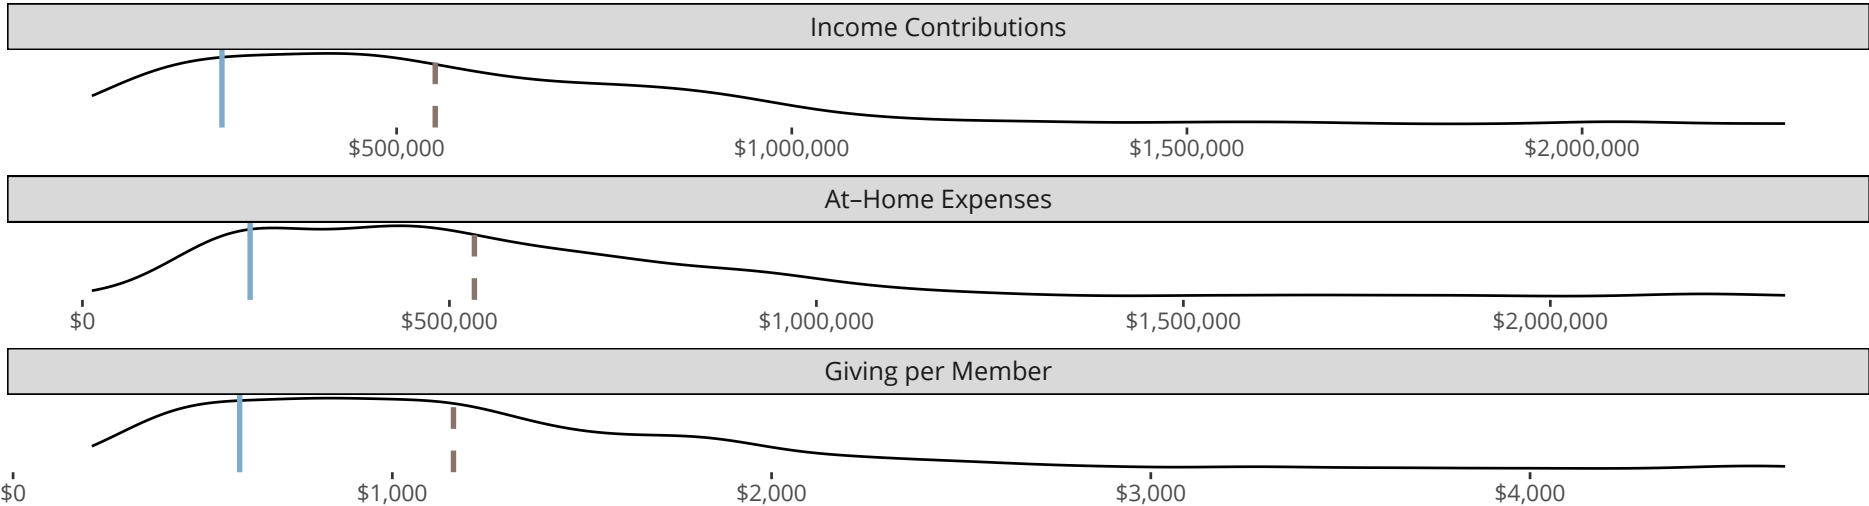 Income Contributions
$500,000 $1,000,000 $1,500,000 $2,000,000
At–Home Expenses
$0 $500,000 $1,000,000 $1,500,000 $2,000,000
Giving per Member
$0 $1,000 $2,000 $3,000 $4,000